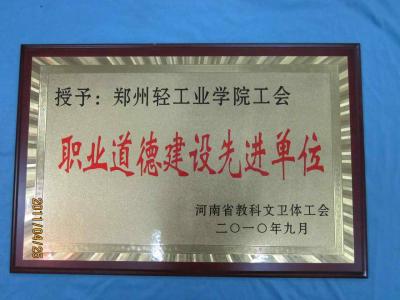 授予：郑州轻工业学院工会
职业道德建设先进单位
河南省教科文卫体工会
二〇一〇年九月
2011/04/25